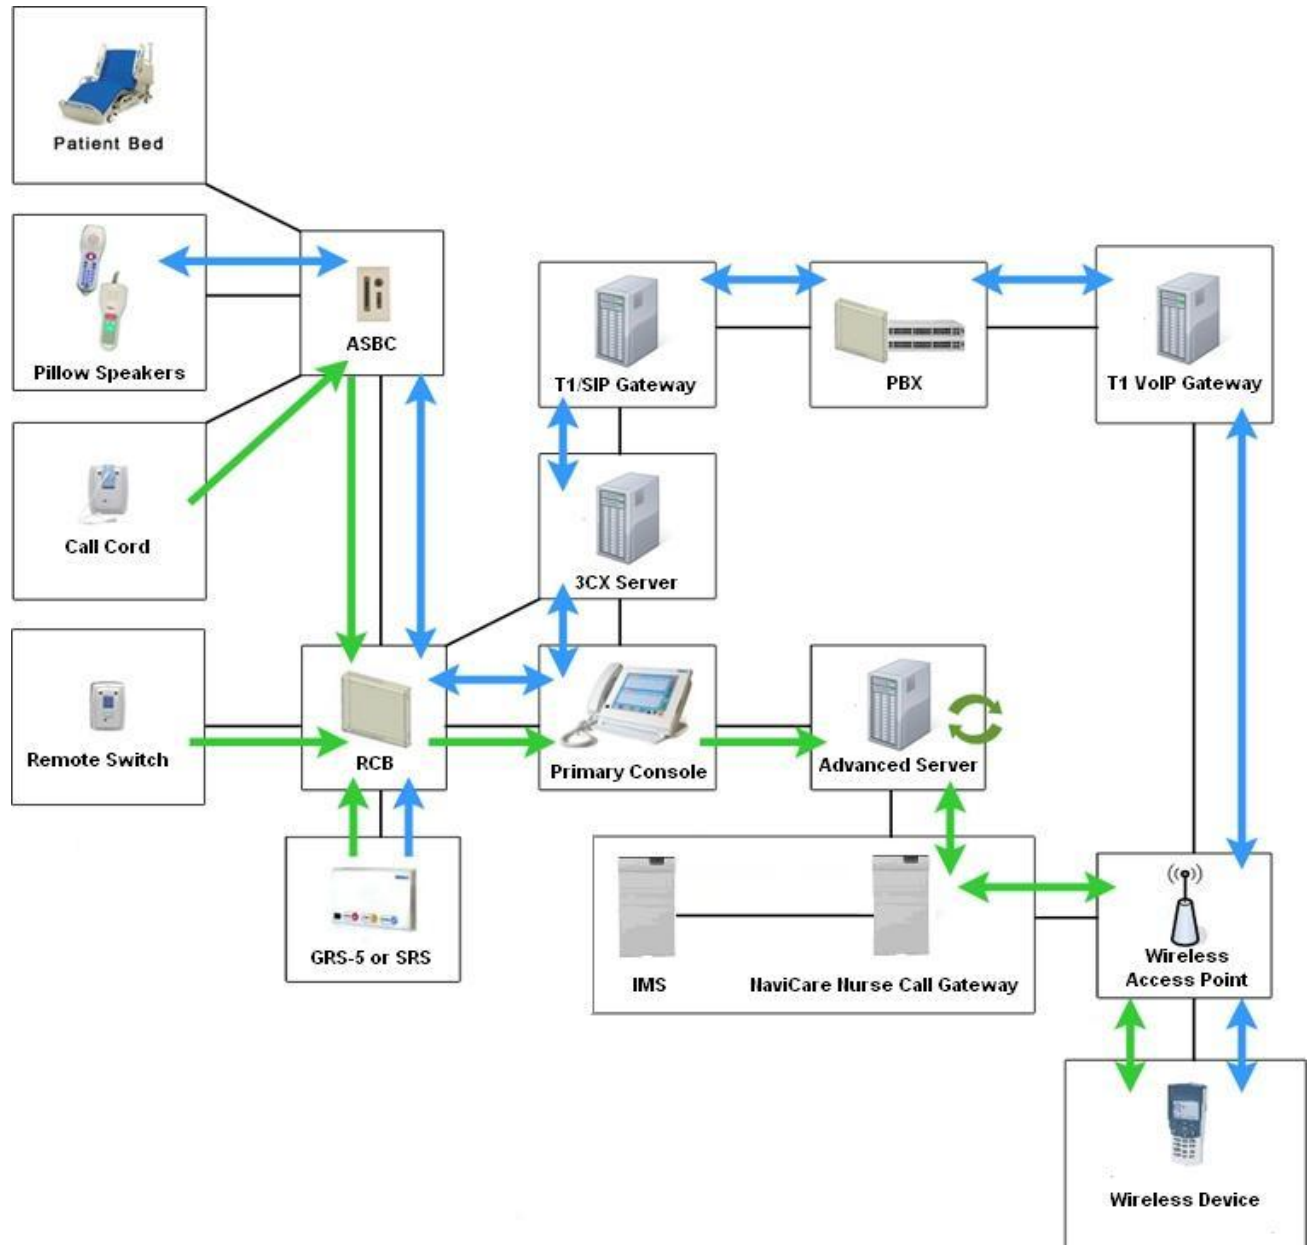 Patient Bed
Pillow Speakers
ASBC
T1/SIP Gateway
PBX
T1 VoIP Gateway
Call Cord
3CX Server
Remote Switch
RCB
Primary Console
Advanced Server
GRS-5 or SRS
IMS
NaviCare Nurse Call Gateway
Wireless
Access Point
Wireless Device